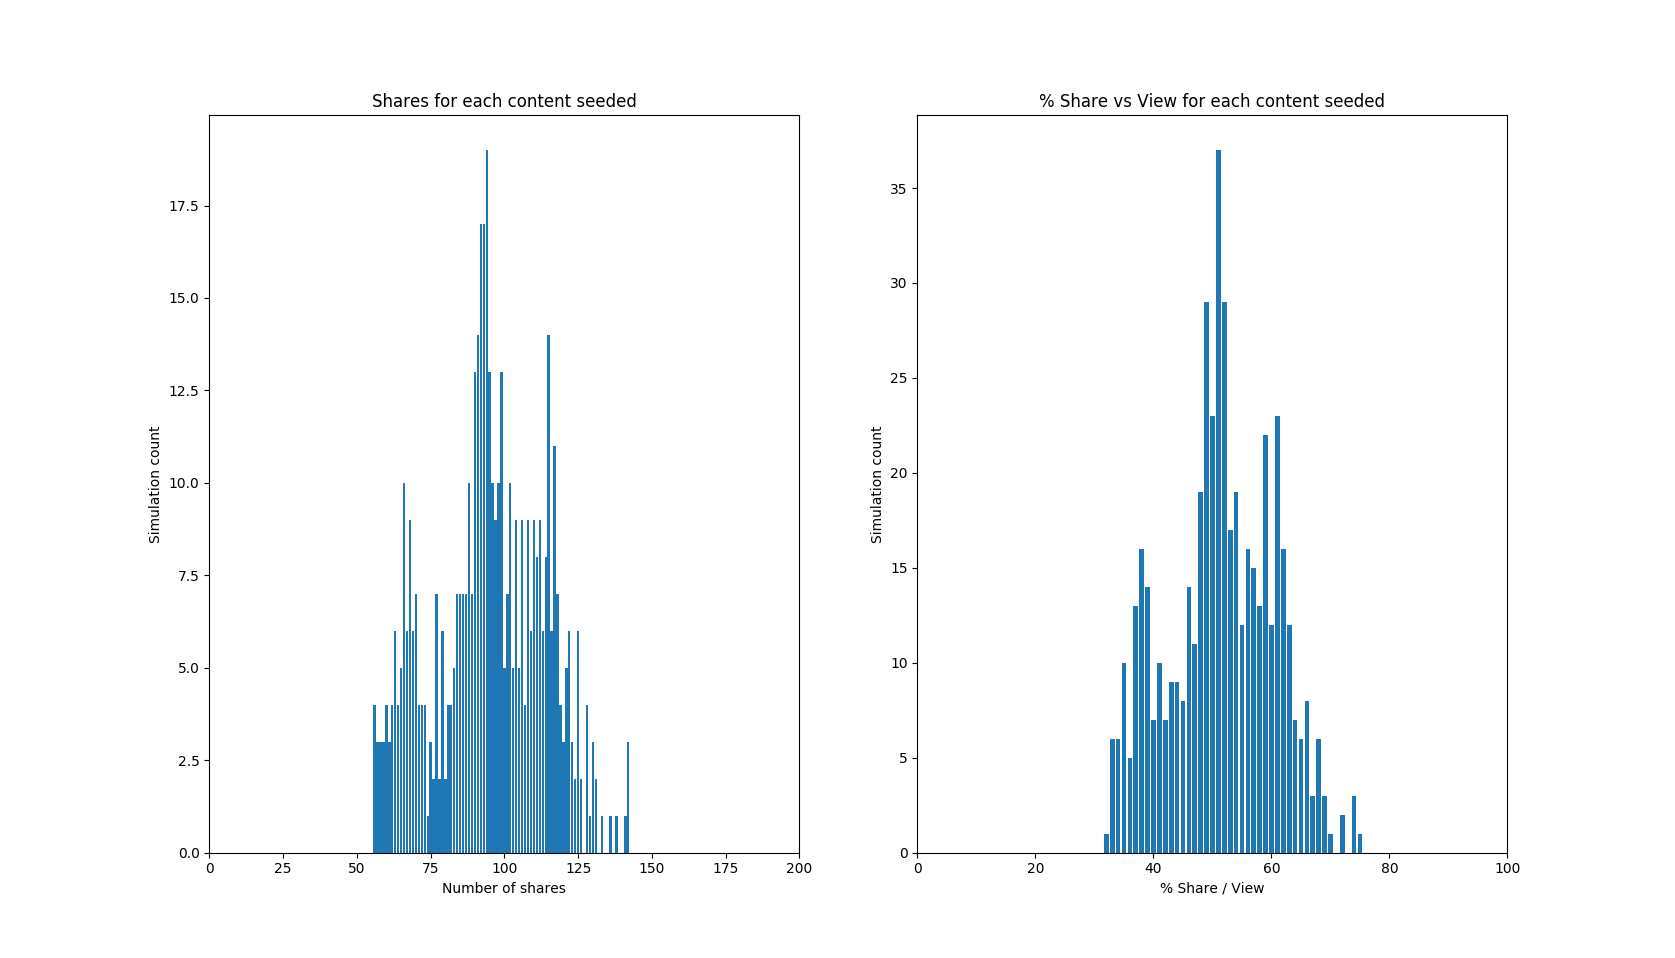 Shares for each content seeded
17.5
15.0
12.5
10.0
7.5
5.0
2.5
0.0
Simulation count
0 25 50 75 100 125 150 175 200
Number of shares
% Share vs View for each content seeded
35
30
25
20
15
10
5
0
Simulation count
0 20 40 60 80 100
% Share / View